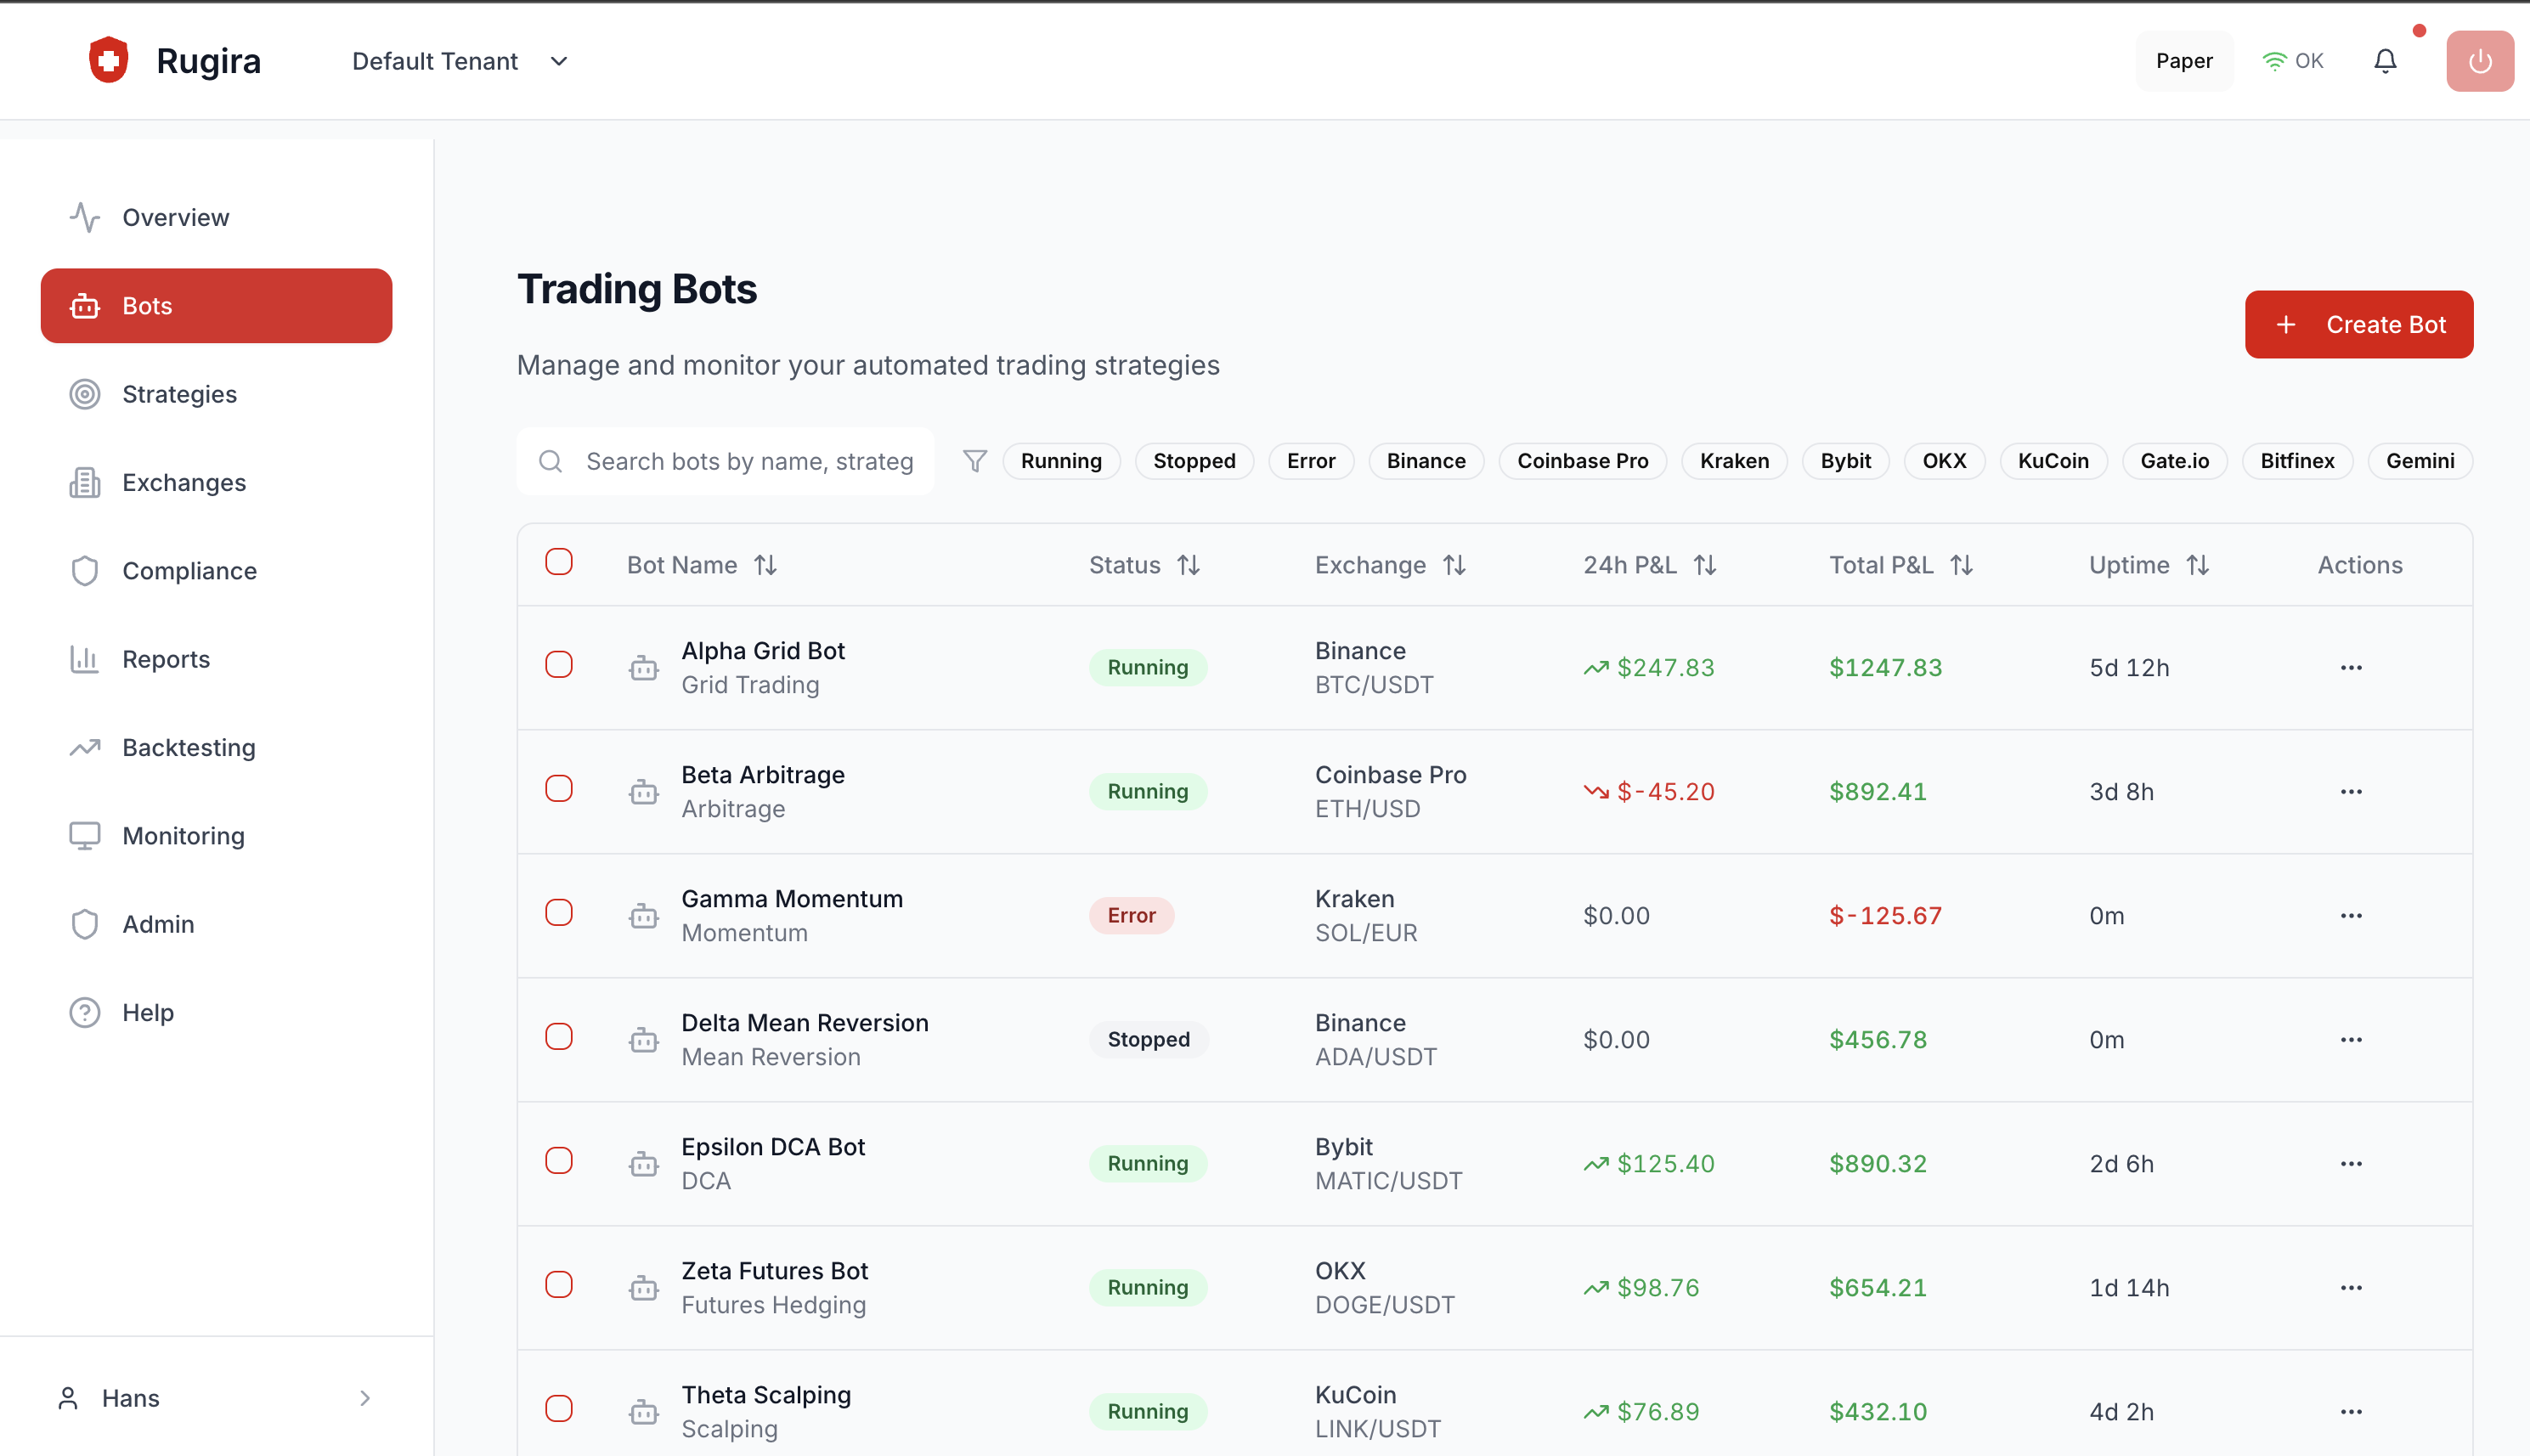 Rugira
Default Tenant
Paper
OK
Overview
Bots
Strategies
Exchanges
Compliance
Reports
Backtesting
Monitoring
Admin
Help
Hans
Trading Bots
Manage and monitor your automated trading strategies
Create Bot
Search bots by name, strateg
Running Stopped Error Binance Coinbase Pro Kraken Bybit OKX KuCoin Gate.io Bitfinex Gemini
Bot Name Status Exchange 24h P&L Total P&L Uptime Actions
Alpha Grid Bot Running Binance $247.83 $1247.83 5d 12h
Grid Trading BTC/USDT
Beta Arbitrage Running Coinbase Pro $-45.20 $892.41 3d 8h
Arbitrage ETH/USD
Gamma Momentum Error Kraken $0.00 $-125.67 0m
Momentum SOL/EUR
Delta Mean Reversion Stopped Binance $0.00 $456.78 0m
Mean Reversion ADA/USDT
Epsilon DCA Bot Running Bybit $125.40 $890.32 2d 6h
DCA MATIC/USDT
Zeta Futures Bot Running OKX $98.76 $654.21 1d 14h
Futures Hedging DOGE/USDT
Theta Scalping Running KuCoin $76.89 $432.10 4d 2h
Scalping LINK/USDT